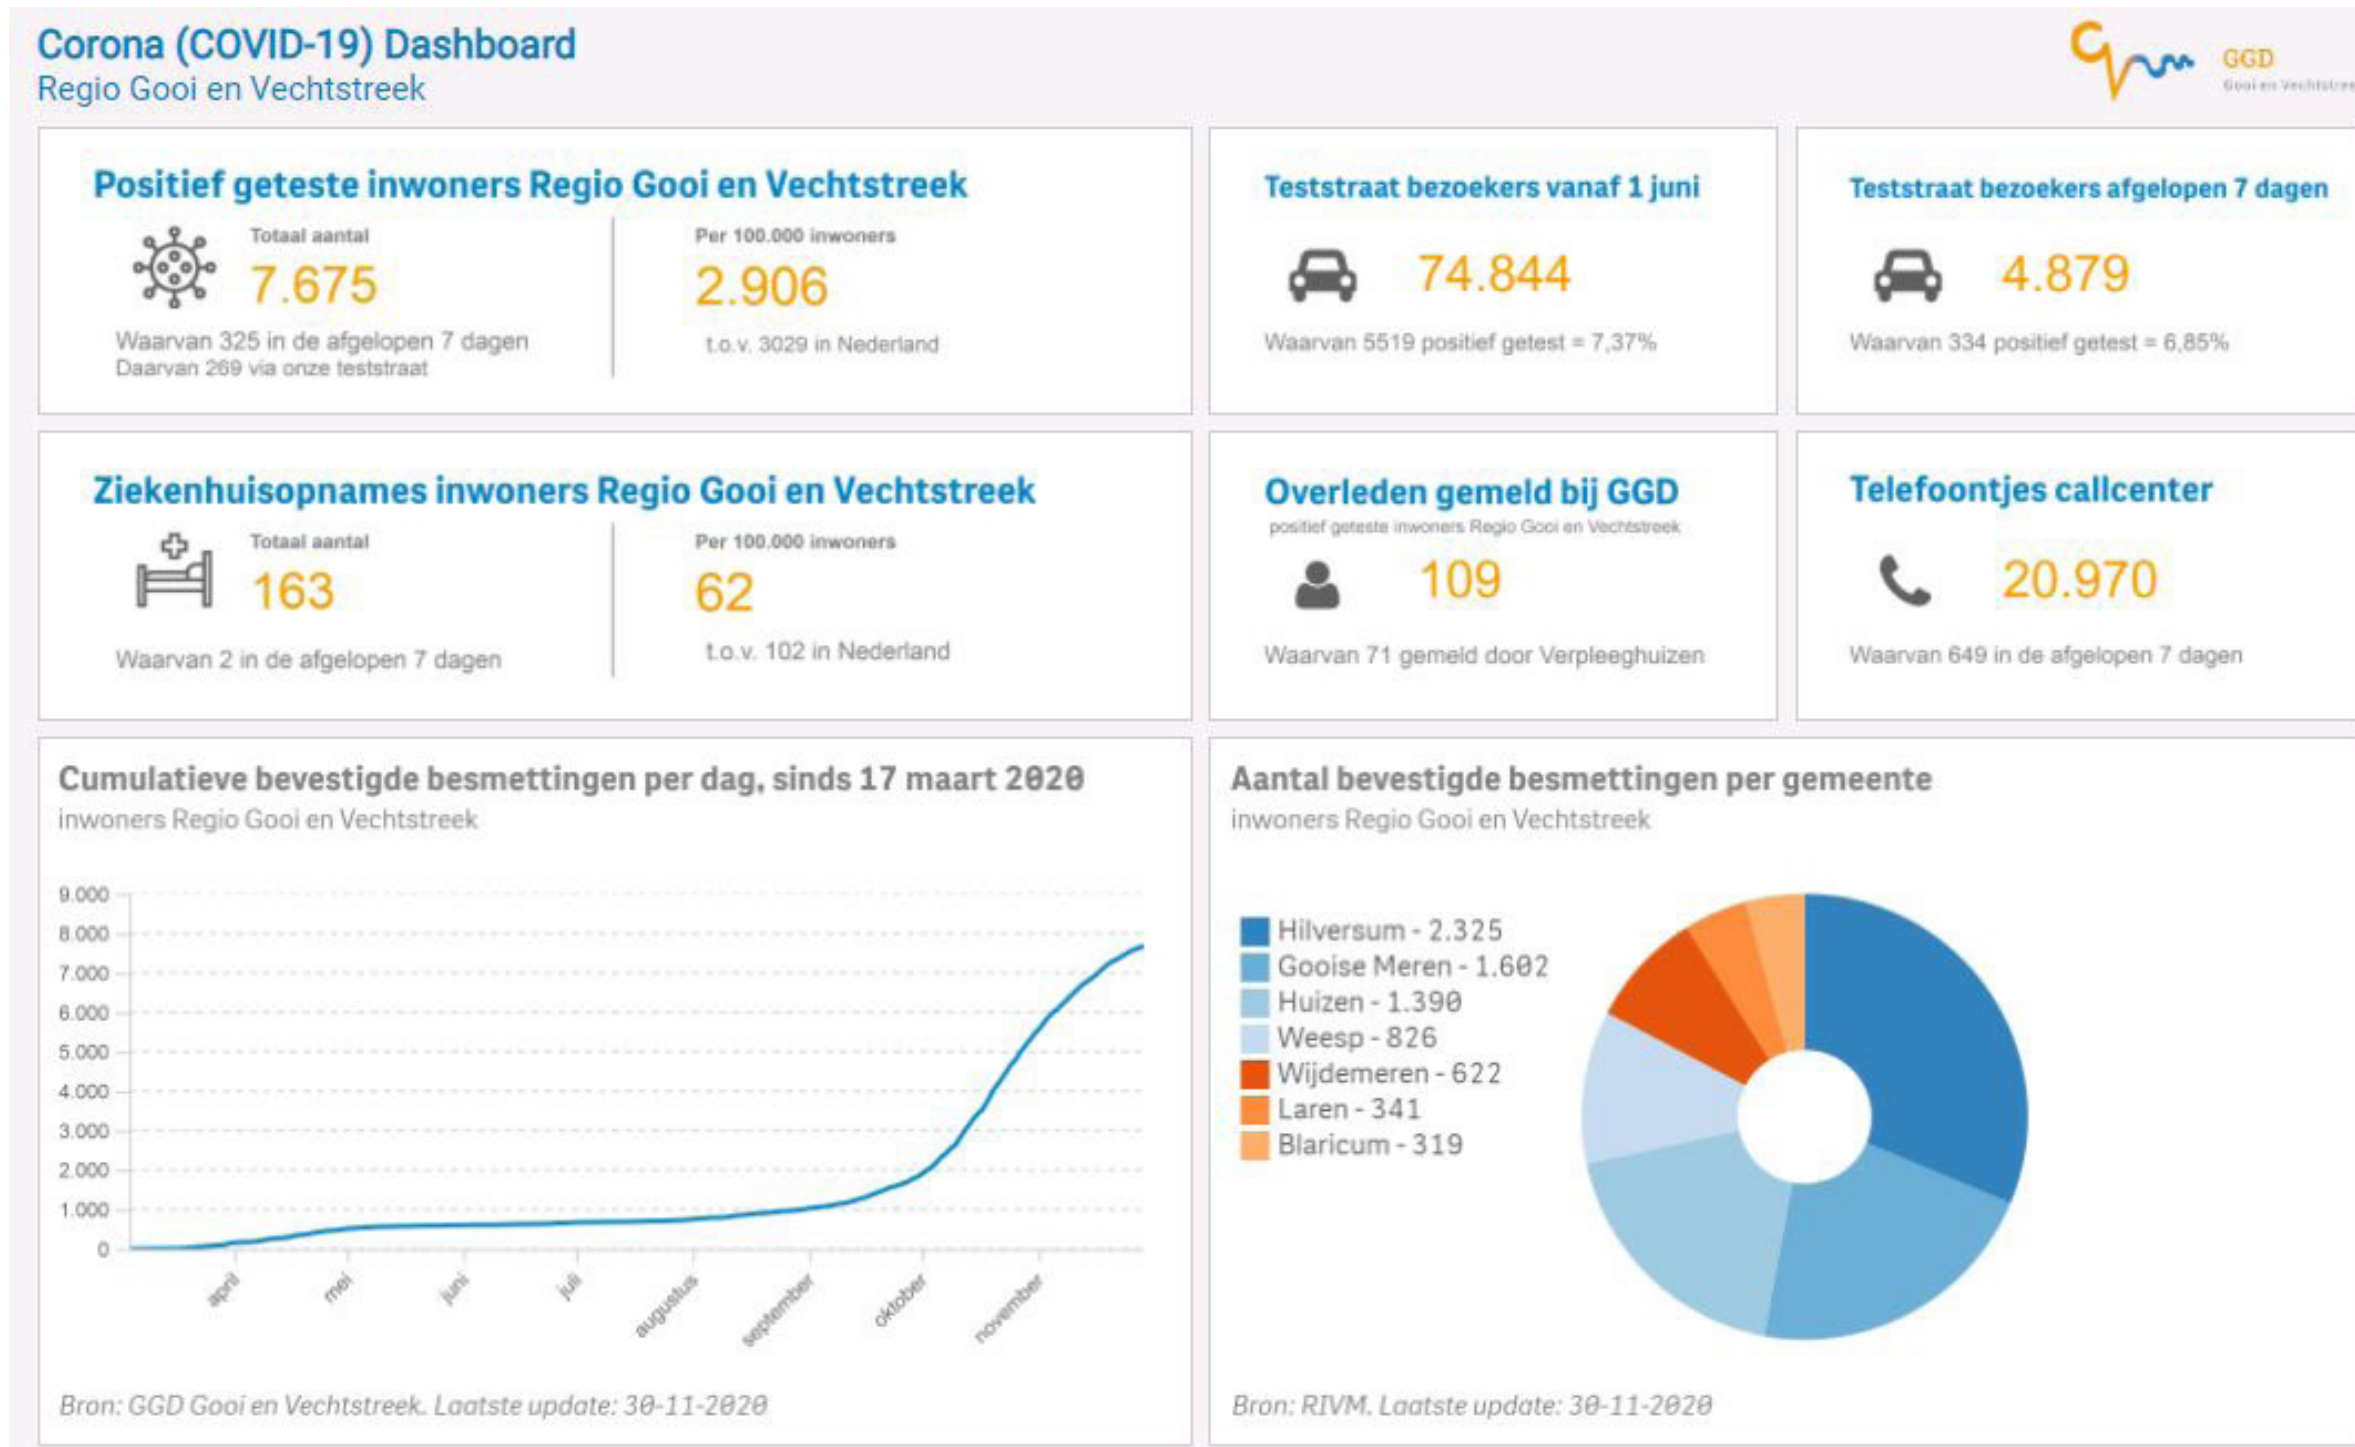 Corona (COVID-19) Dashboard
Regio Gooi en Vechtstreek
GGD
Gooi en
Positief geteste inwoners Regio Gooi en Vechtstreek
Totaal aantal
7.675
Waarvan 325 in de afgelopen 7 dagen
Daarvan 269 via onze teststraat
Per 100.000 inwoners
2.906
t.o.v. 3029 in Nederland
Teststraat bezoekers vanaf 1 juni
74.844
Waarvan 5519 positief getest = 7,37%
Teststraat bezoekers afgelopen 7 dagen
4.879
Waarvan 334 positief getest = 6,85%
Ziekenhuisopnames inwoners Regio Gooi en Vechtstreek
Totaal aantal
163
Waarvan 2 in de afgelopen 7 dagen
Per 100.000 inwoners
62
t.o.v. 102 in Nederland
Overleden gemeld bij GGD
positief geteste inwoners Regio Gooi en Vechtstreek
109
Waarvan 71 gemeld door Verpleeghuizen
Telefoontjes callcenter
20.970
Waarvan 649 in de afgelopen 7 dagen
Cumulatieve bevestigde besmettingen per dag, sinds 17 maart 2020
inwoners Regio Gooi en Vechtstreek
9.000
8.000
7.000
6.000
5.000
4.000
3.000
2.000
1.000
0
april
mei
juni
juli
augustus
september
oktober
november
Bron: GGD Gooi en Vechtstreek. Laatste update: 30-11-2020
Aantal bevestigde besmettingen per gemeente
inwoners Regio Gooi en Vechtstreek
Hilversum - 2.325
Gooise Meren - 1.602
Huizen - 1.390
Weesp - 826
Wijdemeren - 622
Laren - 341
Blaricum - 319
Bron: RIVM. Laatste update: 30-11-2020